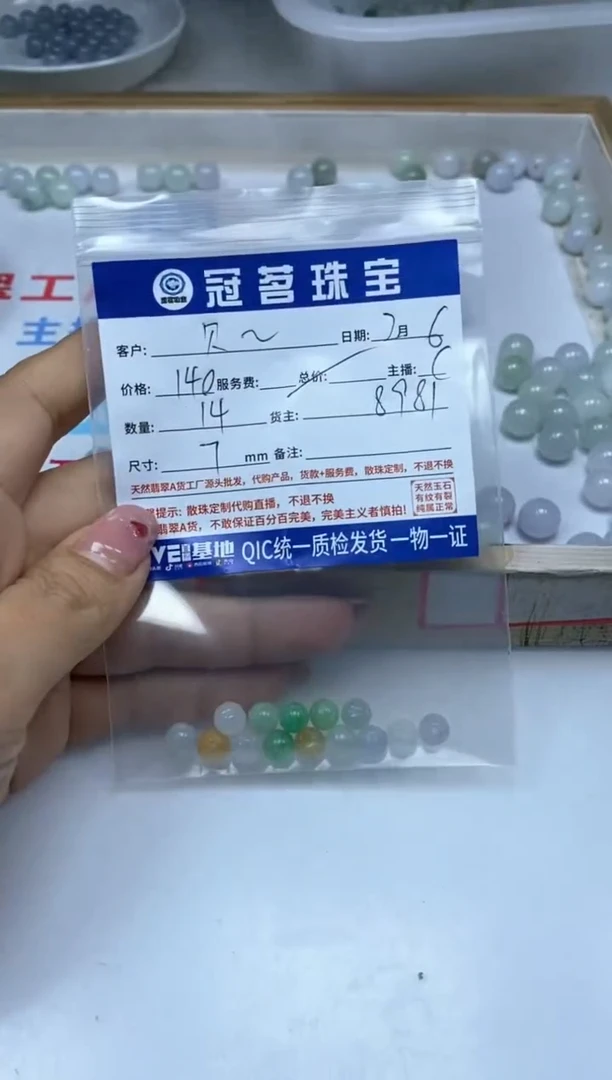 冠茗珠宝
客户: 日期: 7月6
价格: 140 服务费: 总价: 主播:
数量: 14 货主: 8981
尺寸: 7 mm 备注:
天然翡翠A货工厂源头批发,代购产品,货款+服务费,散珠定制,不退不换
提示: 散珠定制代购直播,不退不换
翡翠A货,不敢保证百分百完美,完美主义者慎拍!
天然玉石
有纹有裂
纯属正常
VE 基地 QIC统一质检发货 一物一证
工
主